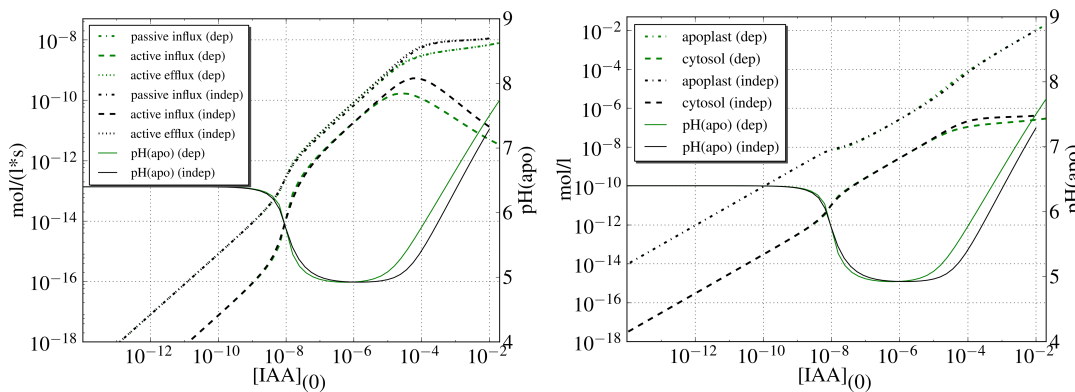 passive influx (dep)
active influx (dep)
active efflux (dep)
passive influx (indep)
active influx (indep)
active efflux (indep)
pH(apo) (dep)
pH(apo) (indep)
mol/(l*s)
10⁻⁸
10⁻¹⁰
10⁻¹²
10⁻¹⁴
10⁻¹⁶
10⁻¹⁸
9
8
7
6
5
4
pH(apo)
10⁻¹² 10⁻¹⁰ 10⁻⁸ 10⁻⁶ 10⁻⁴ 10⁻²
[IAA](0)
apoplast (dep)
cytosol (dep)
apoplast (indep)
cytosol (indep)
pH(apo) (dep)
pH(apo) (indep)
mol/l
10⁻²
10⁻⁴
10⁻⁶
10⁻⁸
10⁻¹⁰
10⁻¹²
10⁻¹⁴
10⁻¹⁶
10⁻¹⁸
9
8
7
6
5
4
pH(apo)
10⁻¹² 10⁻¹⁰ 10⁻⁸ 10⁻⁶ 10⁻⁴ 10⁻²
[IAA](0)